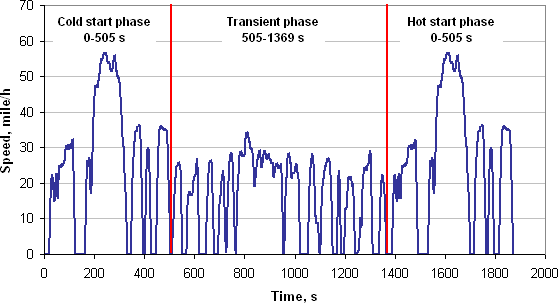 70
60
50
40
30
20
10
0
Speed, mile/h
Cold start phase
0-505 s
Transient phase
505-1369 s
Hot start phase
0-505 s
0 200 400 600 800 1000 1200 1400 1600 1800 2000
Time, s